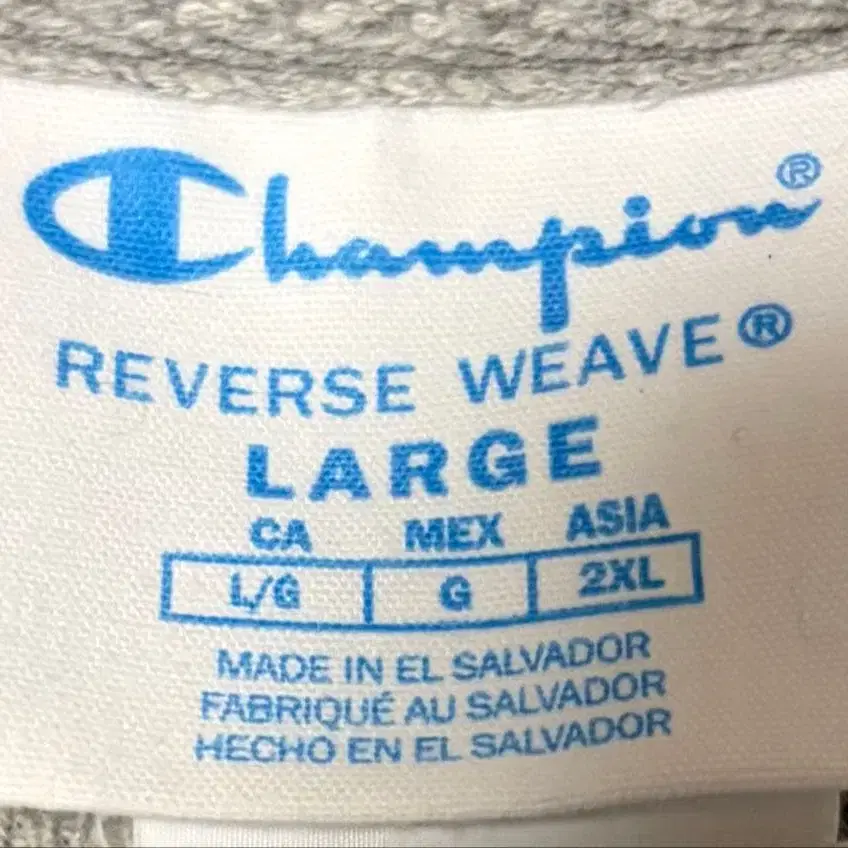 Champion®
REVERSE WEAVE®
LARGE
CA MEX ASIA
L/G G 2XL
MADE IN EL SALVADOR
FABRIQUÉ AU SALVADOR
HECHO EN EL SALVADOR